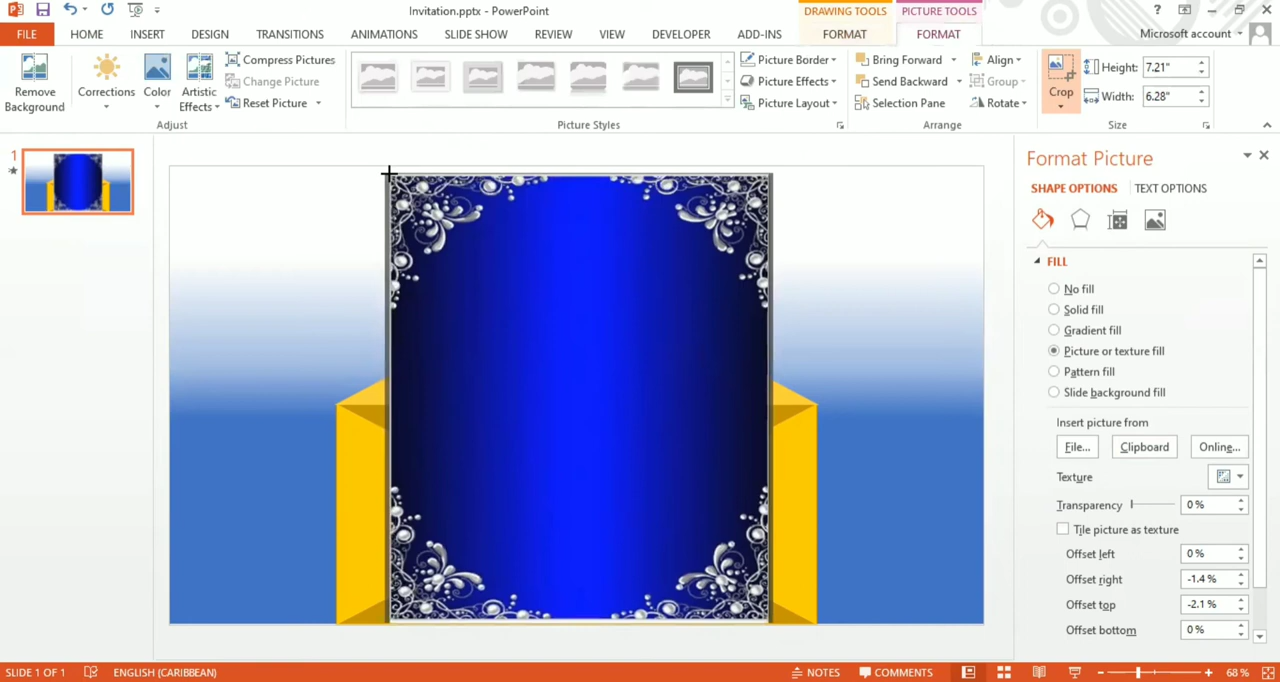 Invitation.pptx - PowerPoint
DRAWING TOOLS
PICTURE TOOLS
?
FILE
HOME
INSERT
DESIGN
TRANSITIONS
ANIMATIONS
SLIDE SHOW
REVIEW
VIEW
DEVELOPER
ADD-INS
FORMAT
FORMAT
Microsoft account
Remove Background
Corrections
Color
Artistic Effects
Compress Pictures
Change Picture
Reset Picture
Adjust
Picture Styles
Picture Border
Picture Effects
Picture Layout
Bring Forward
Send Backward
Selection Pane
Align
Group
Rotate
Arrange
Crop
Height: 7.21"
Width: 6.28"
Size
1
Format Picture
SHAPE OPTIONS
TEXT OPTIONS
FILL
No fill
Solid fill
Gradient fill
Picture or texture fill
Pattern fill
Slide background fill
Insert picture from
File...
Clipboard
Online...
Texture
Transparency 0 %
Tile picture as texture
Offset left 0 %
Offset right -1.4 %
Offset top -2.1 %
Offset bottom 0 %
SLIDE 1 OF 1
ENGLISH (CARIBBEAN)
NOTES
COMMENTS
68 %